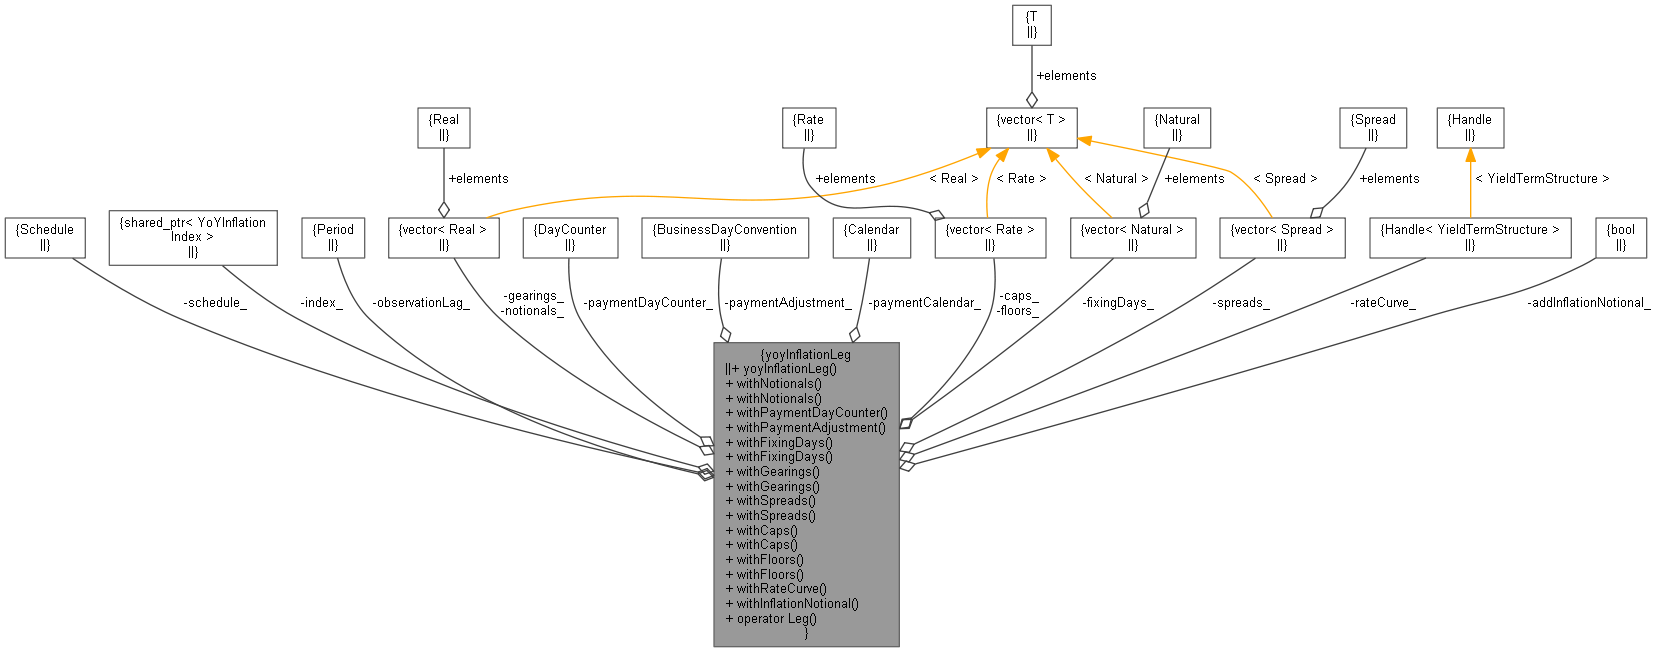 {T
||}
+elements
{Real
||}
{Rate
||}
{vector< T >
||}
{Natural
||}
{Spread
||}
{Handle
||}
+elements
+elements
< Real >
< Rate >
< Natural >
+elements
< Spread >
+elements
< YieldTermStructure >
{Schedule
||}
{shared_ptr< YoYInflation
Index >
||}
{Period
||}
{vector< Real >
||}
{DayCounter
||}
{BusinessDayConvention
||}
{Calendar
||}
{vector< Rate >
||}
{vector< Natural >
||}
{vector< Spread >
||}
{Handle< YieldTermStructure >
||}
{bool
||}
-schedule_
-index_
-observationLag_
-gearings_
-notionals_
-paymentDayCounter_
-paymentAdjustment_
-paymentCalendar_
-caps_
-floors_
-fixingDays_
-spreads_
-rateCurve_
-addInflationNotional_
{yoyInflationLeg
||+ yoyInflationLeg()
+ withNotionals()
+ withNotionals()
+ withPaymentDayCounter()
+ withPaymentAdjustment()
+ withFixingDays()
+ withFixingDays()
+ withGearings()
+ withGearings()
+ withSpreads()
+ withSpreads()
+ withCaps()
+ withCaps()
+ withFloors()
+ withFloors()
+ withRateCurve()
+ withInflationNotional()
+ operator Leg()
}